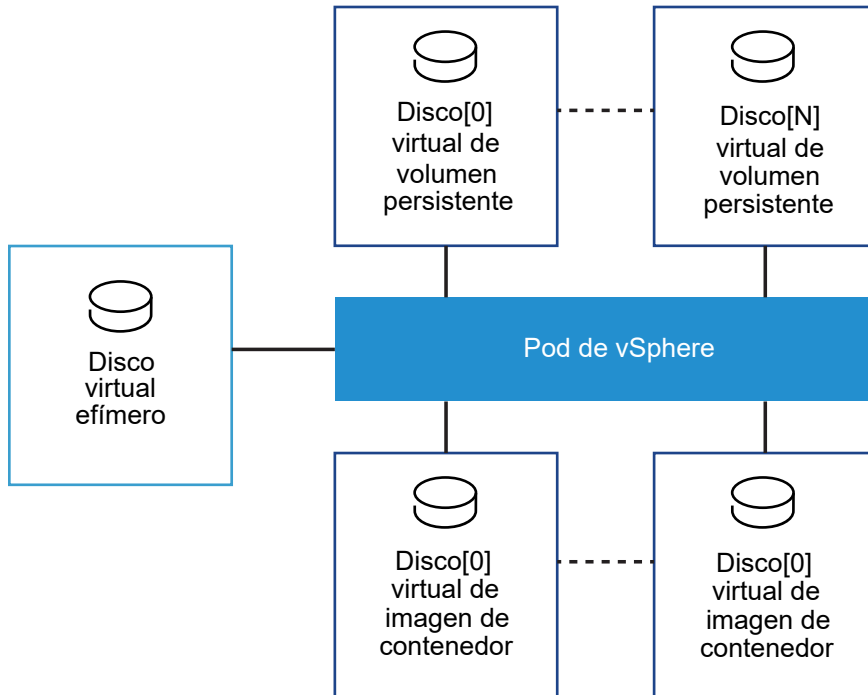 Disco[0]
virtual de
volumen
persistente
Disco[N]
virtual de
volumen
persistente
Disco
virtual
efímero
Pod de vSphere
Disco[0]
virtual de
imagen de
contenedor
Disco[0]
virtual de
imagen de
contenedor